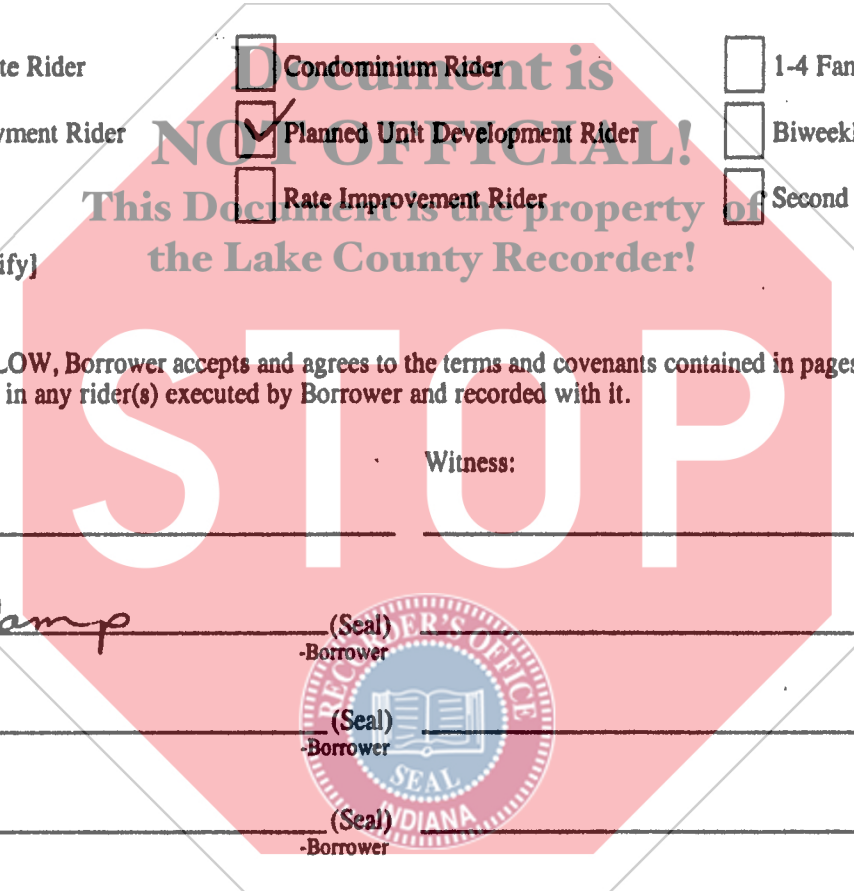 te Rider Condominium Rider 1-4 Fan
ment Rider Planned Unit Development Rider Biweekl
Rate Improvement Rider Second
ify]
Document is
NOT OFFICIAL!
This Document is the property of
the Lake County Recorder!
LOW, Borrower accepts and agrees to the terms and covenants contained in pages
in any rider(s) executed by Borrower and recorded with it.
STOP
Witness:
amp (Seal)
-Borrower
(Seal)
-Borrower
(Seal)
-Borrower
RECORDER'S OFFICE
SEAL
INDIANA